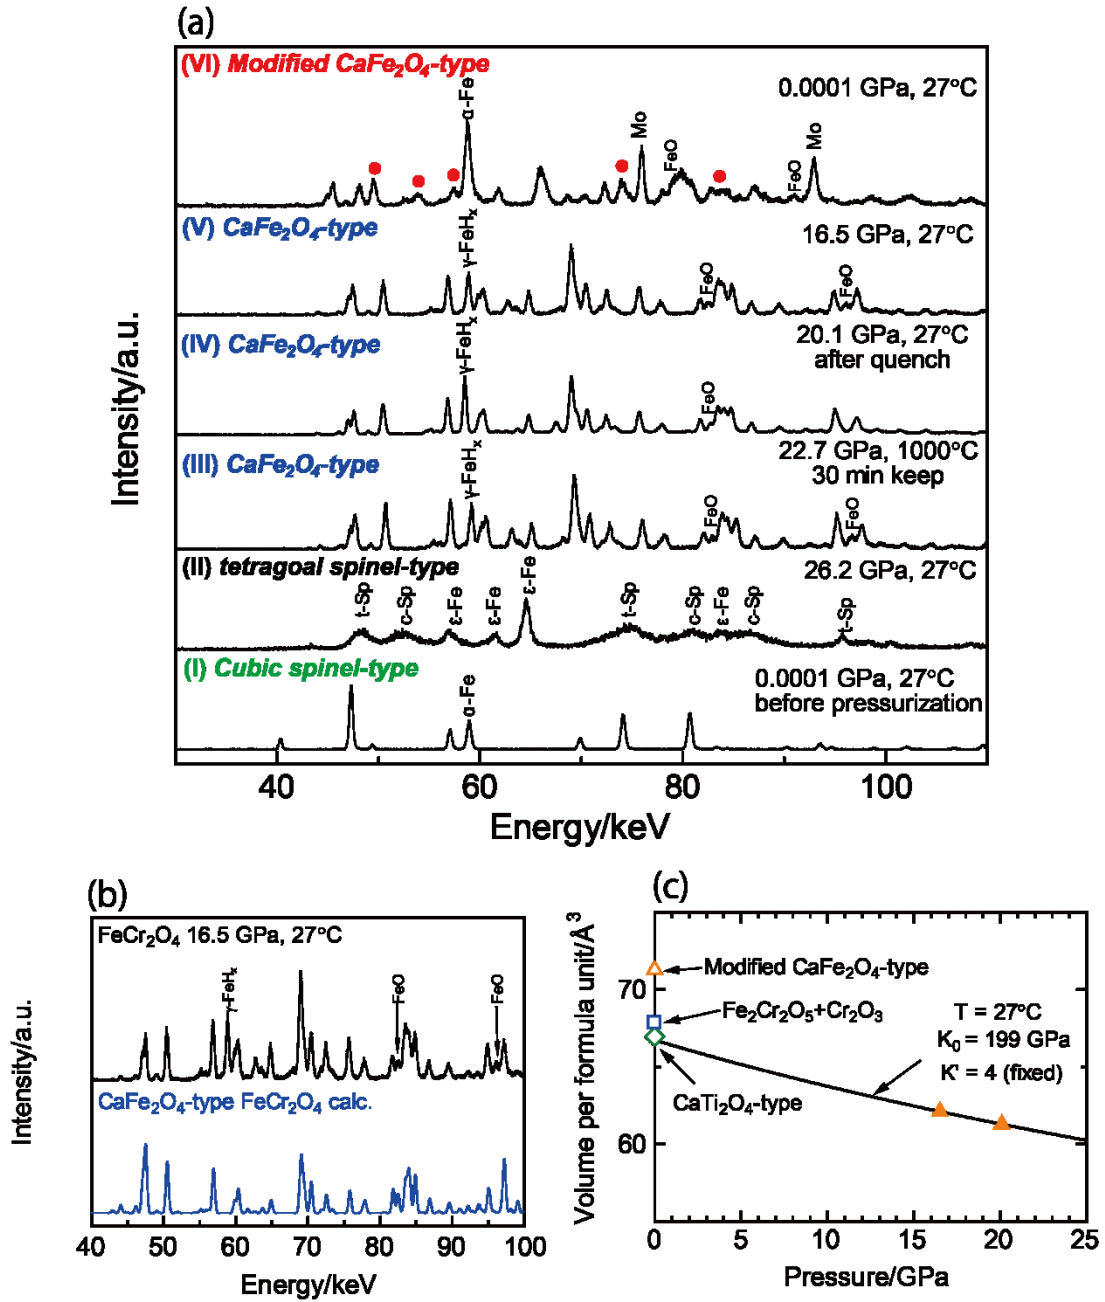 (a)
(VI) Modified CaFe₂O₄-type
α-Fe
0.0001 GPa, 27°C
Mo
FeO
FeO
Mo
(V) CaFe₂O₄-type
γ-FeHₓ
16.5 GPa, 27°C
FeO
FeO
(IV) CaFe₂O₄-type
γ-FeHₓ
20.1 GPa, 27°C
after quench
FeO
(III) CaFe₂O₄-type
γ-FeHₓ
22.7 GPa, 1000°C
30 min keep
FeO
FeO
(II) tetragoal spinel-type
ε-Fe
26.2 GPa, 27°C
t-Sp
c-Sp
ε-Fe
ε-Fe
t-Sp
c-Sp
ε-Fe
c-Sp
t-Sp
(I) Cubic spinel-type
α-Fe
0.0001 GPa, 27°C
before pressurization
Intensity/a.u.
40 60 80 100
Energy/keV
(b)
FeCr₂O₄ 16.5 GPa, 27°C
γ-FeHₓ
FeO
FeO
CaFe₂O₄-type FeCr₂O₄ calc.
Intensity/a.u.
40 50 60 70 80 90 100
Energy/keV
(c)
Volume per formula unit/Å³
70
60
Modified CaFe₂O₄-type
Fe₂Cr₂O₅+Cr₂O₃
CaTi₂O₄-type
T = 27°C
K₀ = 199 GPa
K' = 4 (fixed)
0 5 10 15 20 25
Pressure/GPa